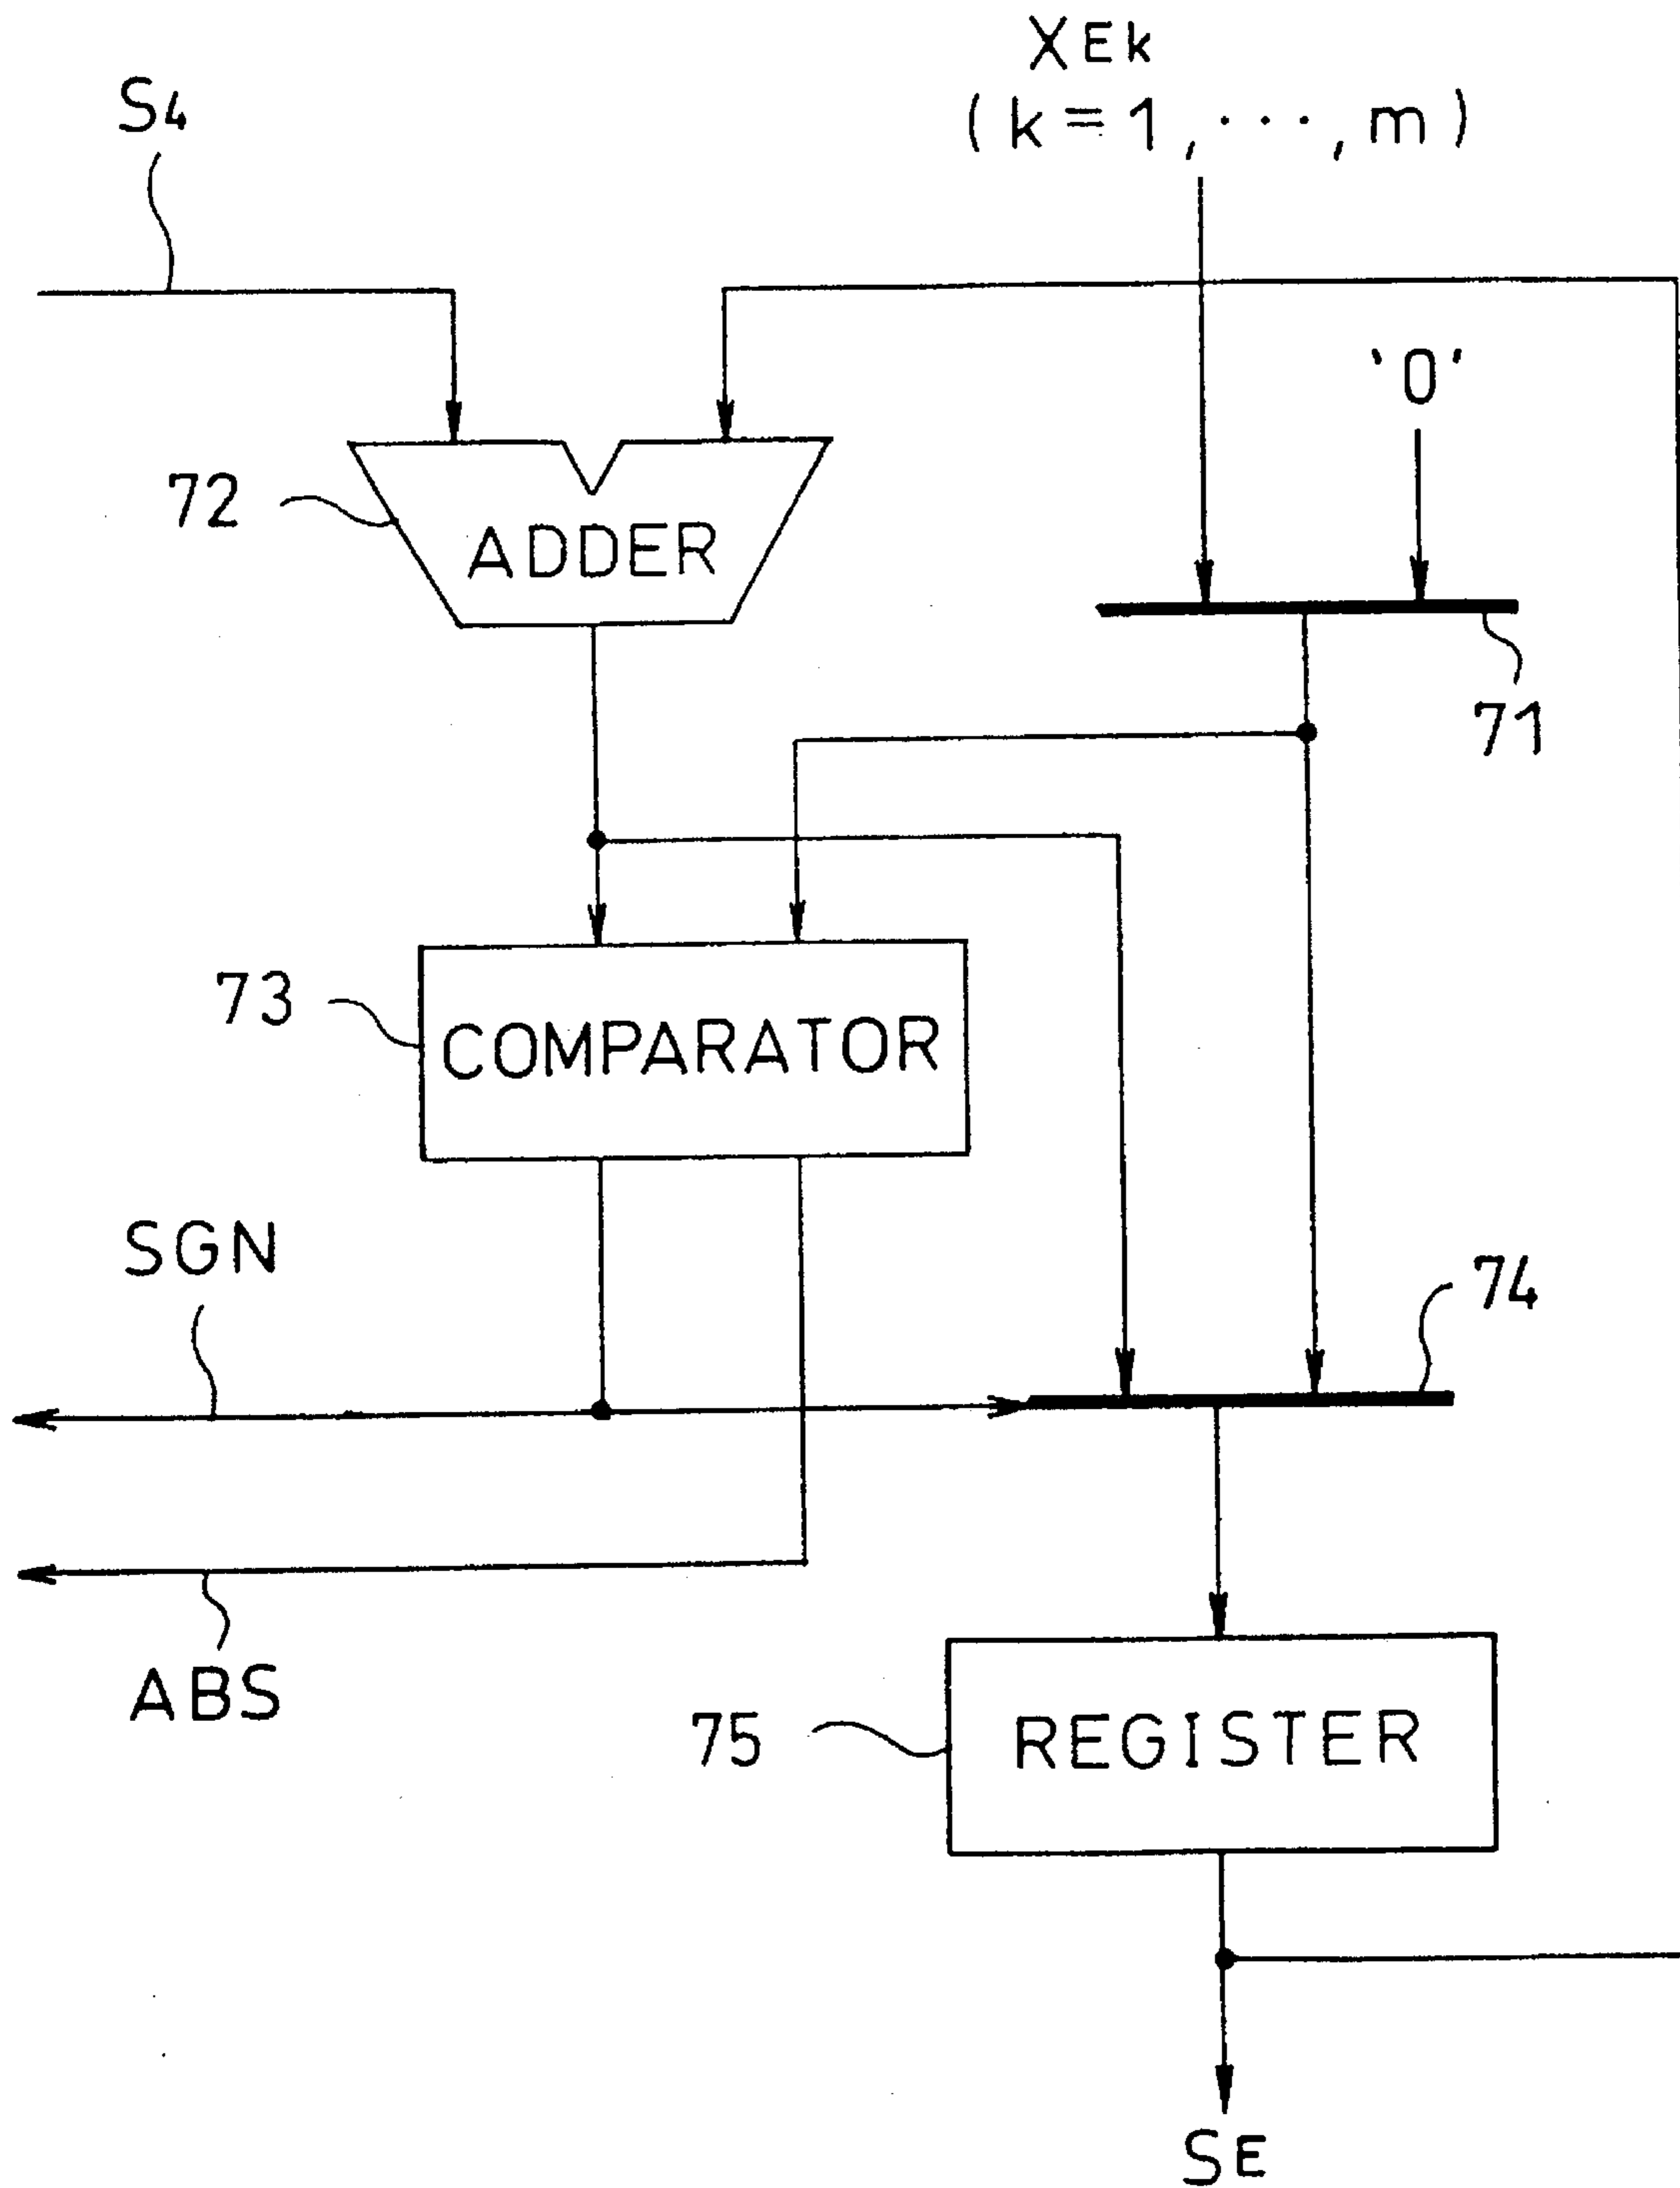 XEk
(k=1,···,m)
S4
'0'
72
ADDER
71
73
COMPARATOR
SGN
74
ABS
75
REGISTER
SE